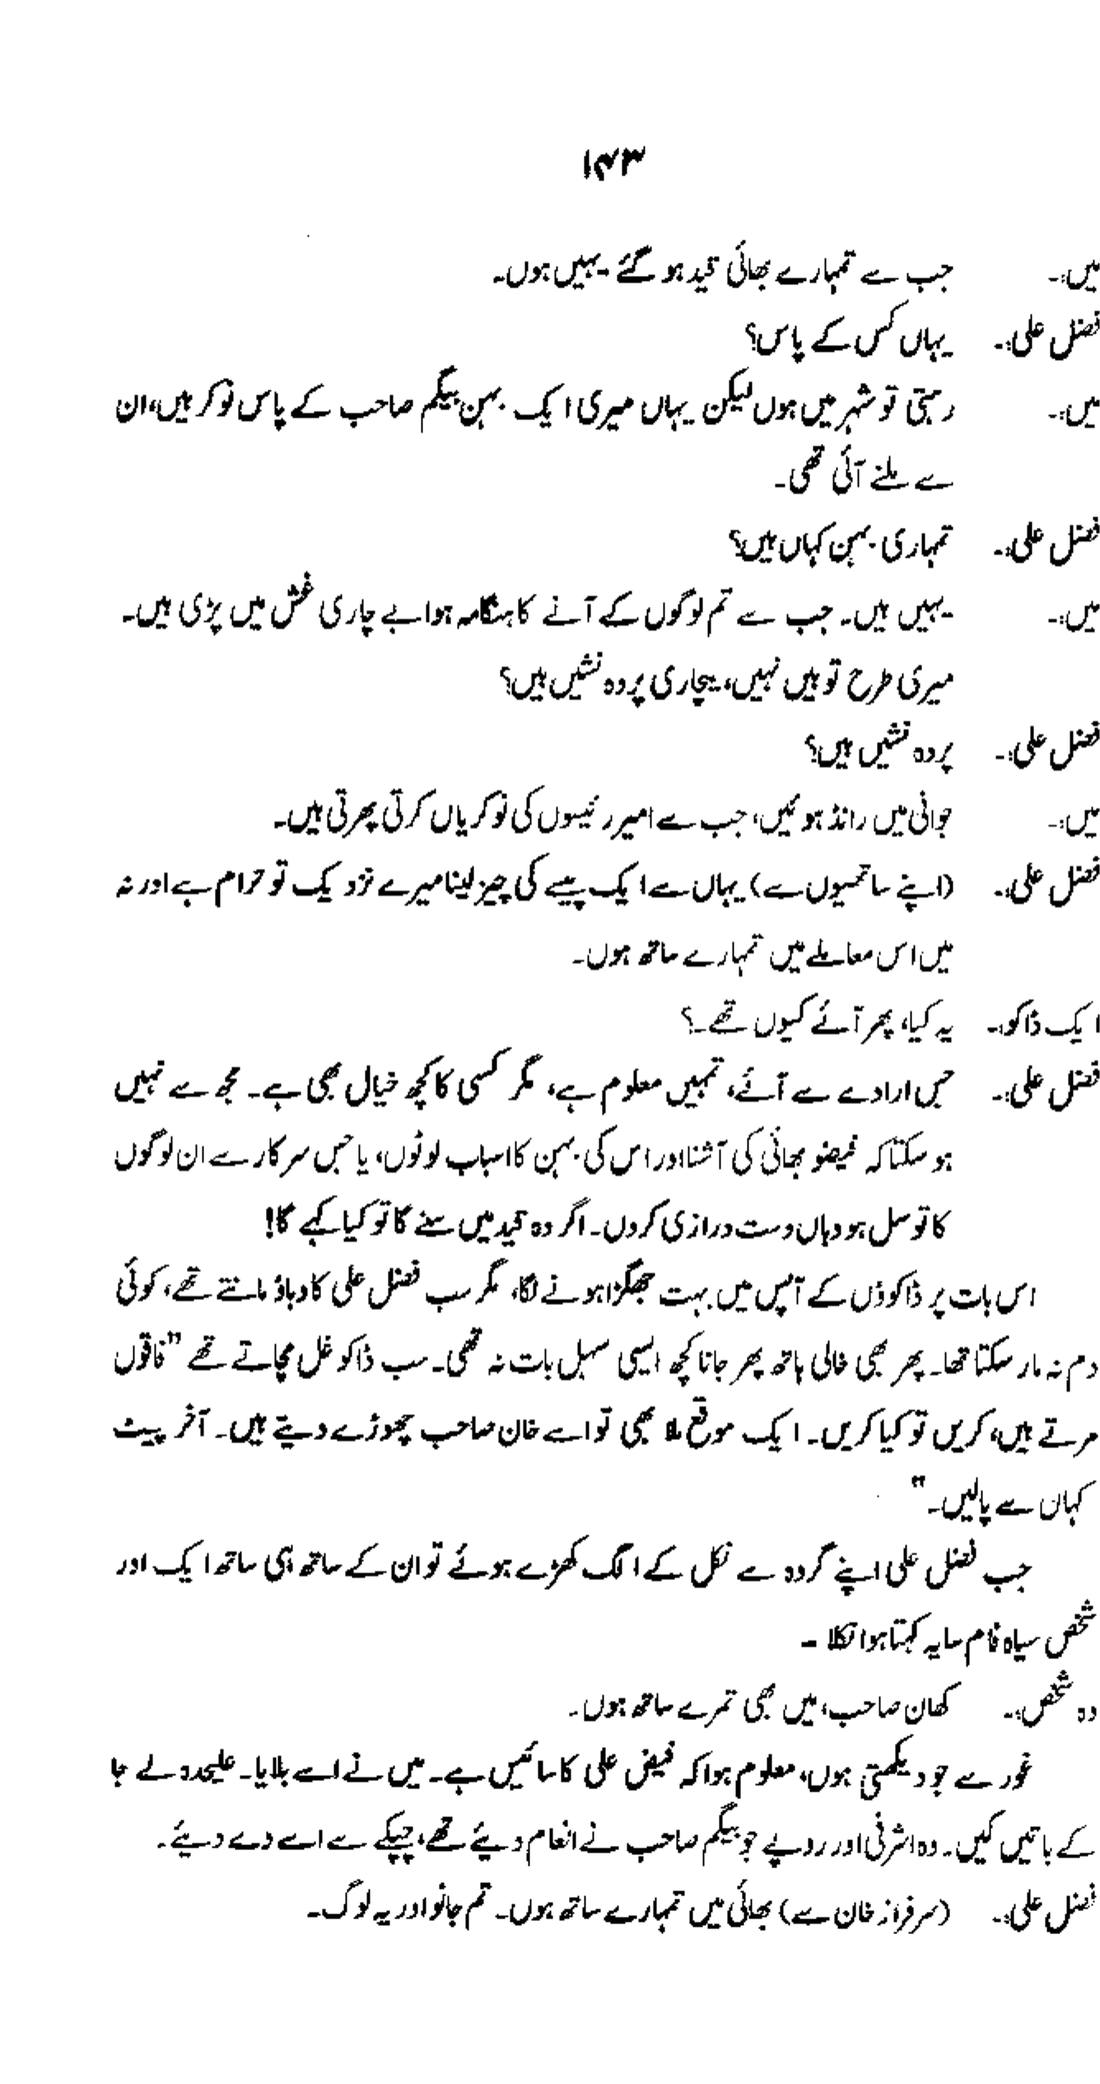 ۱۴۳
میں:۔ جب سے تمہارے بھائی قید ہو گئے۔ یہیں ہوں۔
فضل علی:۔ یہاں کس کے پاس؟
میں:۔ رہتی تو شہر میں ہوں لیکن یہاں میری ایک بہن بیگم صاحب کے پاس نوکر ہیں، ان
سے ملنے آئی تھی۔
فضل علی:۔ تمہاری بہن کہاں ہیں؟
میں:۔ یہیں ہیں۔ جب سے تم لوگوں کے آنے کا ہنگامہ ہوا بے چاری غش میں پڑی ہیں۔
میری طرح تو ہیں نہیں، بیچاری پردہ نشیں ہیں؟
فضل علی:۔ پردہ نشیں ہیں؟
میں:۔ جوانی میں رانڈ ہوئیں، جب سے امیر رئیسوں کی نوکریاں کرتی پھرتی ہیں۔
فضل علی:۔ (اپنے ساتھیوں سے) یہاں سے ایک پیسے کی چیز لینا میرے نزدیک تو حرام ہے اور نہ
میں اس معاملے میں تمہارے ساتھ ہوں۔
ایک ڈاکو:۔ یہ کیا، پھر آئے کیوں تھے۔؟
فضل علی:۔ جس ارادے سے آئے، تمہیں معلوم ہے، مگر کسی کا کچھ خیال بھی ہے۔ مجھ سے نہیں
ہو سکتا کہ فیضو بھائی کی آشنا اور اس کی بہن کا اسباب لوٹوں، یا جس سرکار سے ان لوگوں
کا توسل ہو وہاں دست درازی کروں۔ اگر وہ قید میں سنے گا تو کیا کہے گا!
اس بات پر ڈاکوؤں کے آپس میں بہت جھگڑا ہونے لگا، مگر سب فضل علی کا دباؤ مانتے تھے، کوئی
دم نہ مار سکتا تھا۔ پھر بھی خالی ہاتھ پھر جانا کچھ ایسی سہل بات نہ تھی۔ سب ڈاکو غل مچاتے تھے "فاقوں
مرتے ہیں، کریں تو کیا کریں۔ ایک موقع ملا بھی تو اسے خان صاحب چھوڑے دیتے ہیں۔ آخر پیٹ
کہاں سے پالیں۔"
جب فضل علی اپنے گروہ سے نکل کے الگ کھڑے ہوئے تو ان کے ساتھ ہی ساتھ ایک اور
شخص سیاہ فام سا یہ کہتا ہوا نکلا ۔
وہ شخص:۔ کھان صاحب، میں بھی تمرے ساتھ ہوں۔
غور سے جو دیکھتی ہوں، معلوم ہوا کہ فیض علی کا سائیس ہے۔ میں نے اسے بلایا۔ علیحدہ لے جا
کے باتیں کیں۔ وہ اشرفی اور روپے جو بیگم صاحب نے انعام دیئے تھے، چپکے سے اسے دے دیئے۔
فضل علی:۔ (سرفراز خان سے) بھائی میں تمہارے ساتھ ہوں۔ تم جانو اور یہ لوگ۔